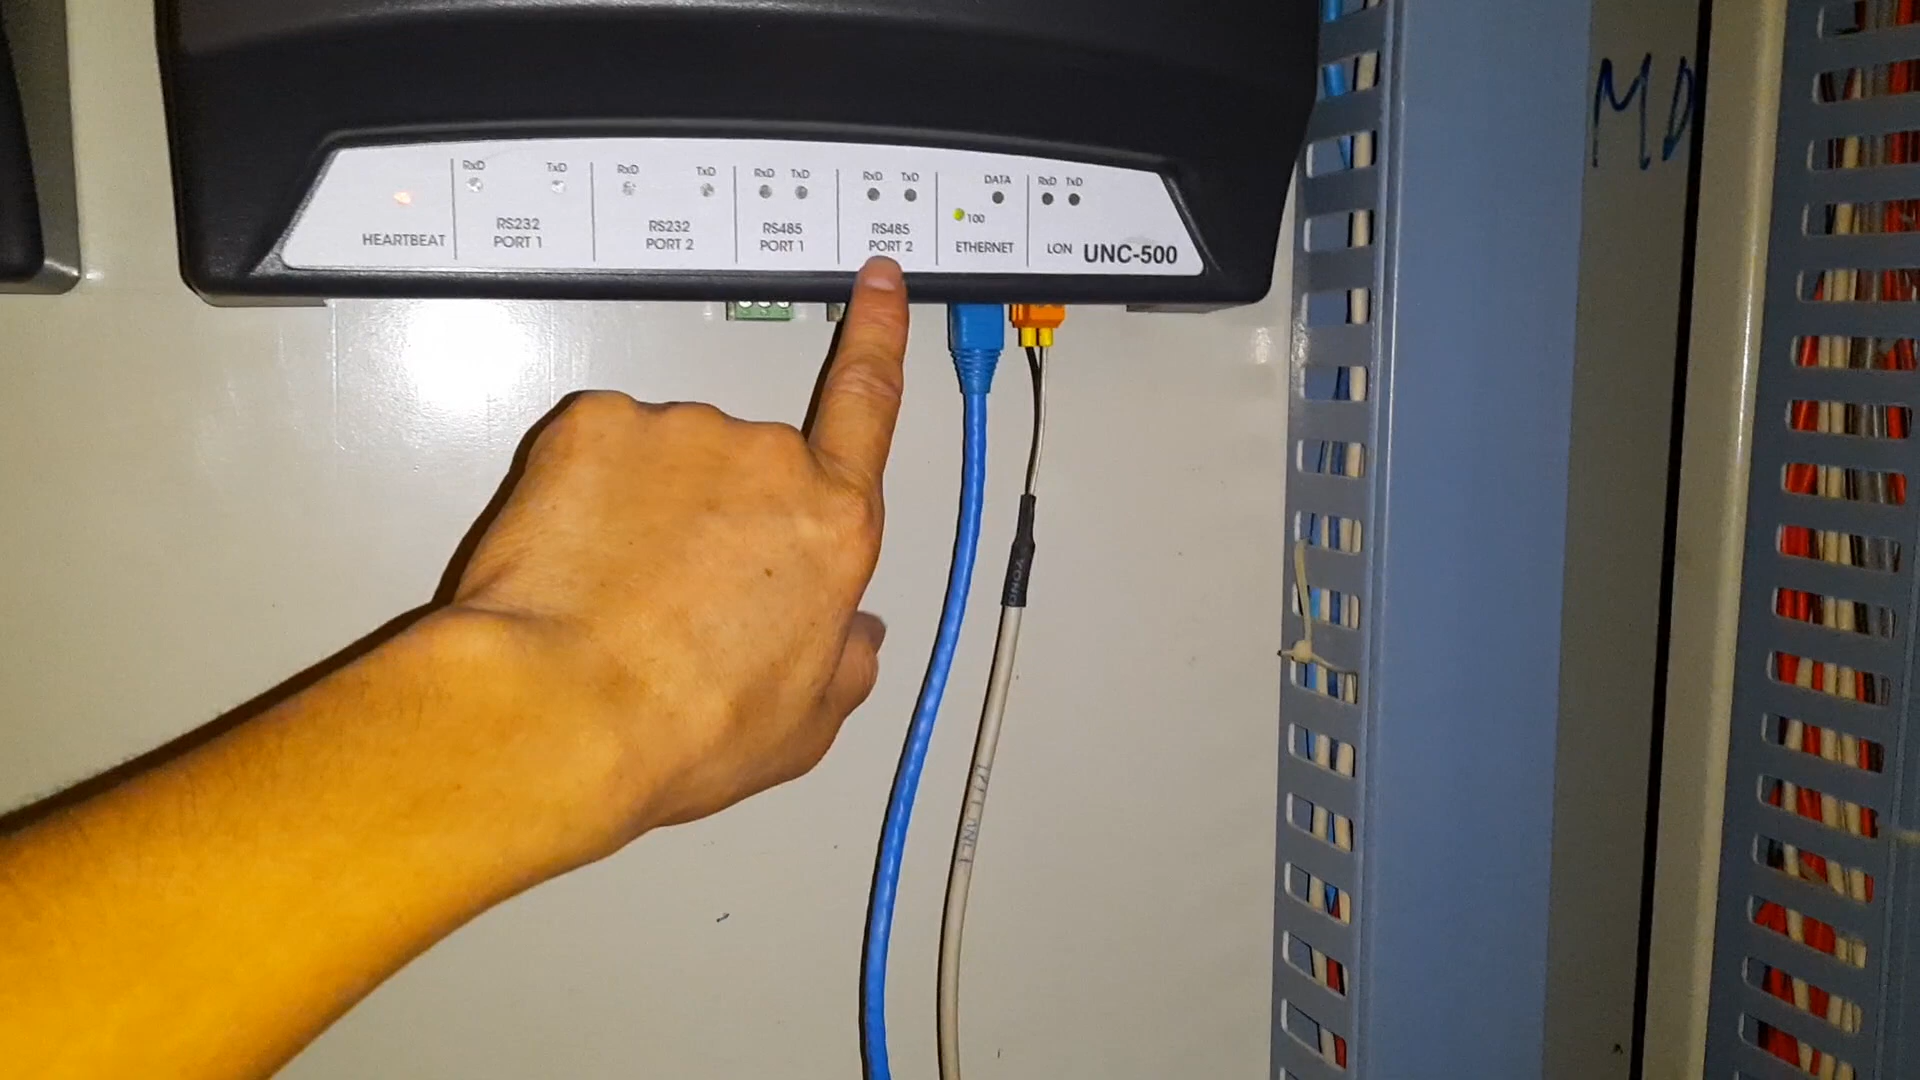 RxD TxD RxD TxD RxD TxD RxD TxD DATA RxD TxD
100
HEARTBEAT
RS232
PORT 1
RS232
PORT 2
RS485
PORT 1
RS485
PORT 2
ETHERNET
LON
UNC-500